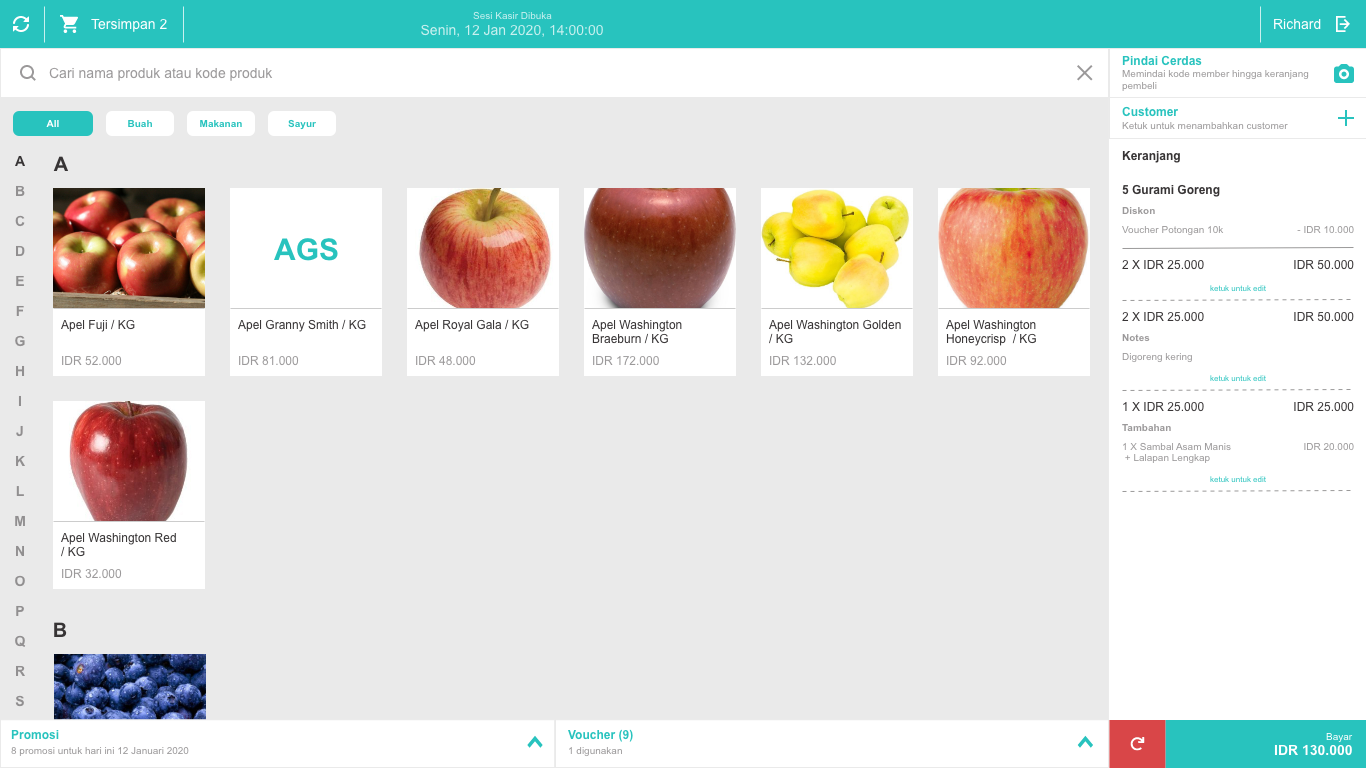 Tersimpan 2
Sesi Kasir Dibuka
Senin, 12 Jan 2020, 14:00:00
Richard
Cari nama produk atau kode produk
All
Buah
Makanan
Sayur
A
B
C
D
E
F
G
H
I
J
K
L
M
N
O
P
Q
R
S
A
Apel Fuji / KG
IDR 52.000
AGS
Apel Granny Smith / KG
IDR 81.000
Apel Royal Gala / KG
IDR 48.000
Apel Washington
Braeburn / KG
IDR 172.000
Apel Washington Golden
/ KG
IDR 132.000
Apel Washington
Honeycrisp  / KG
IDR 92.000
Apel Washington Red
/ KG
IDR 32.000
B
Promosi
8 promosi untuk hari ini 12 Januari 2020
Voucher (9)
1 digunakan
Pindai Cerdas
Memindai kode member hingga keranjang
pembeli
Customer
Ketuk untuk menambahkan customer
Keranjang
5 Gurami Goreng
Diskon
Voucher Potongan 10k - IDR 10.000
2 X IDR 25.000 IDR 50.000
ketuk untuk edit
2 X IDR 25.000 IDR 50.000
Notes
Digoreng kering
ketuk untuk edit
1 X IDR 25.000 IDR 25.000
Tambahan
1 X Sambal Asam Manis IDR 20.000
+ Lalapan Lengkap
ketuk untuk edit
Bayar
IDR 130.000